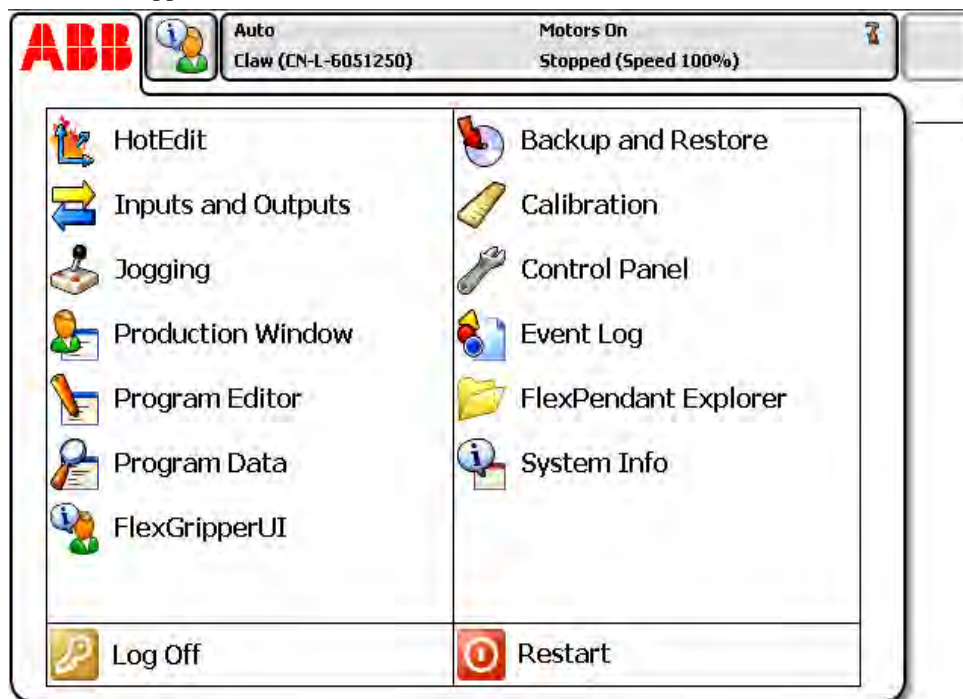 ABB
Auto
Claw (CN-L-6051250)
Motors On
Stopped (Speed 100%)
HotEdit
Inputs and Outputs
Jogging
Production Window
Program Editor
Program Data
FlexGripperUI
Backup and Restore
Calibration
Control Panel
Event Log
FlexPendant Explorer
System Info
Log Off
Restart